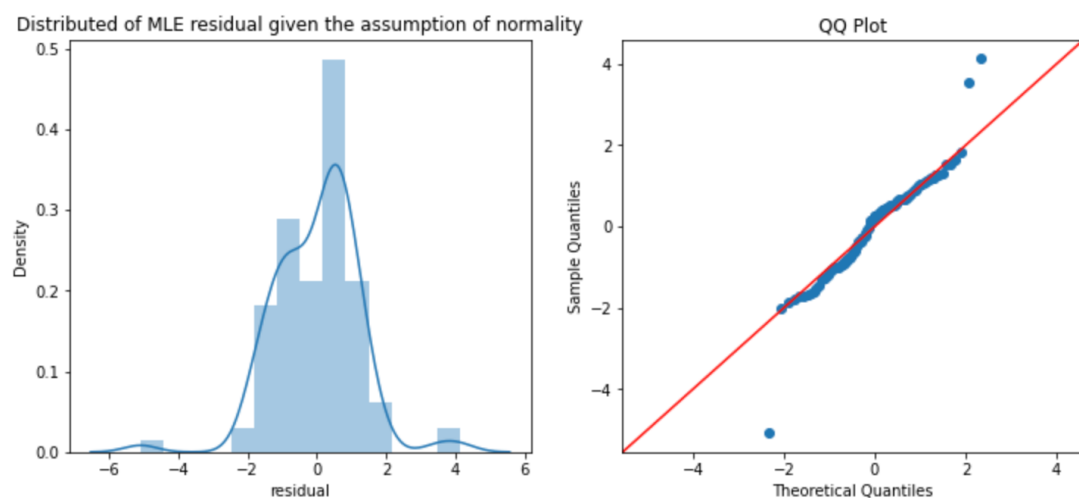 Distributed of MLE residual given the assumption of normality
0.5
0.4
0.3
0.2
0.1
0.0
Density
−6 −4 −2 0 2 4 6
residual
QQ Plot
4
2
0
−2
−4
Sample Quantiles
−4 −2 0 2 4
Theoretical Quantiles